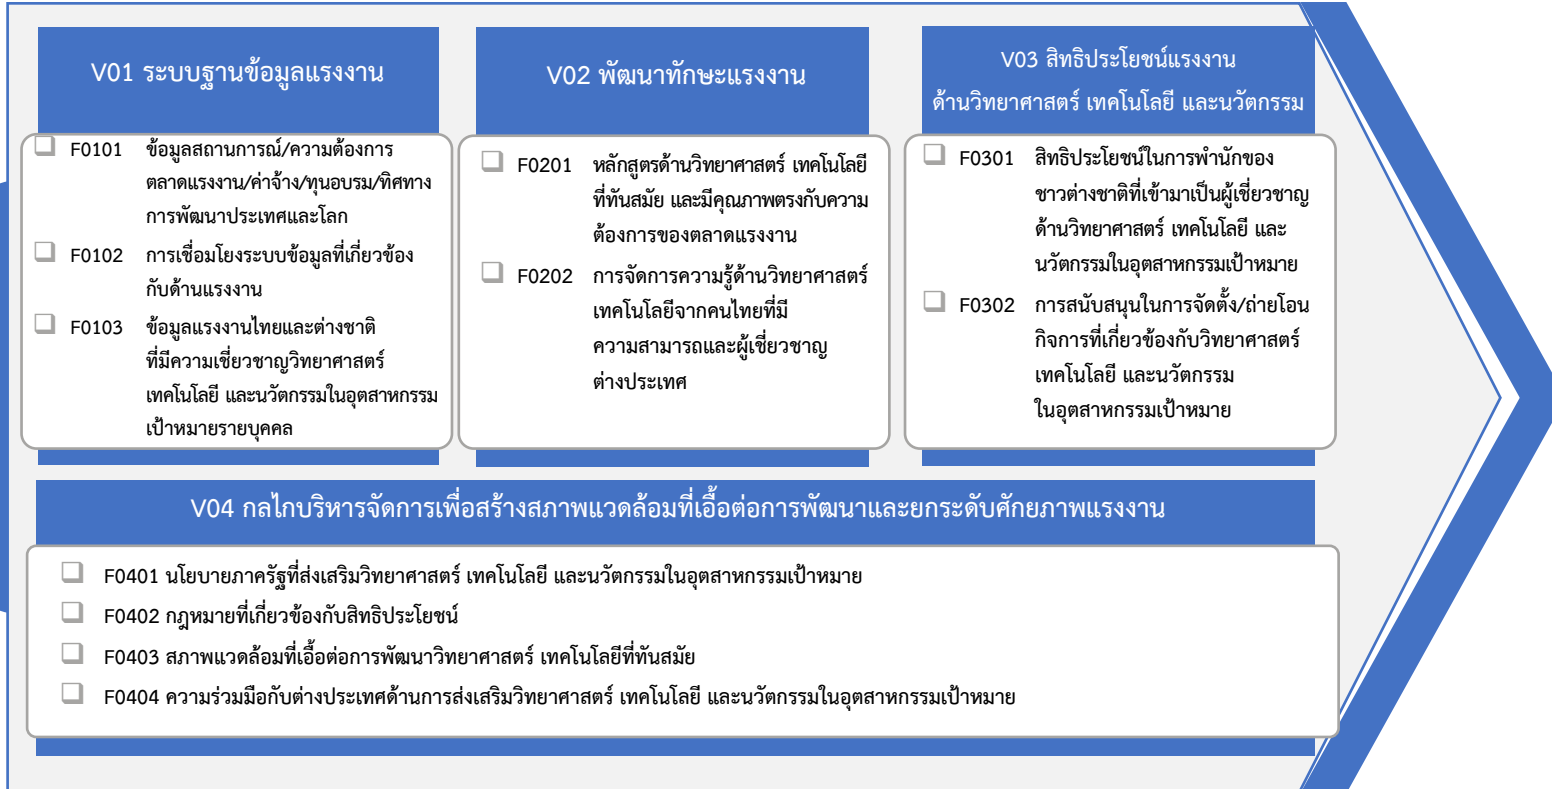 V01 ระบบฐานข้อมูลแรงงาน
F0101 ข้อมูลสถานการณ์/ความต้องการ
ตลาดแรงงาน/ค่าจ้าง/ทุนอบรม/ทิศทาง
การพัฒนาประเทศและโลก
F0102 การเชื่อมโยงระบบข้อมูลที่เกี่ยวข้อง
กับด้านแรงงาน
F0103 ข้อมูลแรงงานไทยและต่างชาติ
ที่มีความเชี่ยวชาญวิทยาศาสตร์
เทคโนโลยี และนวัตกรรมในอุตสาหกรรม
เป้าหมายรายบุคคล
V02 พัฒนาทักษะแรงงาน
F0201 หลักสูตรด้านวิทยาศาสตร์ เทคโนโลยี
ที่ทันสมัย และมีคุณภาพตรงกับความ
ต้องการของตลาดแรงงาน
F0202 การจัดการความรู้ด้านวิทยาศาสตร์
เทคโนโลยีจากคนไทยที่มี
ความสามารถและผู้เชี่ยวชาญ
ต่างประเทศ
V03 สิทธิประโยชน์แรงงาน
ด้านวิทยาศาสตร์ เทคโนโลยี และนวัตกรรม
F0301 สิทธิประโยชน์ในการพำนักของ
ชาวต่างชาติที่เข้ามาเป็นผู้เชี่ยวชาญ
ด้านวิทยาศาสตร์ เทคโนโลยี และ
นวัตกรรมในอุตสาหกรรมเป้าหมาย
F0302 การสนับสนุนในการจัดตั้ง/ถ่ายโอน
กิจการที่เกี่ยวข้องกับวิทยาศาสตร์
เทคโนโลยี และนวัตกรรม
ในอุตสาหกรรมเป้าหมาย
V04 กลไกบริหารจัดการเพื่อสร้างสภาพแวดล้อมที่เอื้อต่อการพัฒนาและยกระดับศักยภาพแรงงาน
F0401 นโยบายภาครัฐที่ส่งเสริมวิทยาศาสตร์ เทคโนโลยี และนวัตกรรมในอุตสาหกรรมเป้าหมาย
F0402 กฎหมายที่เกี่ยวข้องกับสิทธิประโยชน์
F0403 สภาพแวดล้อมที่เอื้อต่อการพัฒนาวิทยาศาสตร์ เทคโนโลยีที่ทันสมัย
F0404 ความร่วมมือกับต่างประเทศด้านการส่งเสริมวิทยาศาสตร์ เทคโนโลยี และนวัตกรรมในอุตสาหกรรมเป้าหมาย